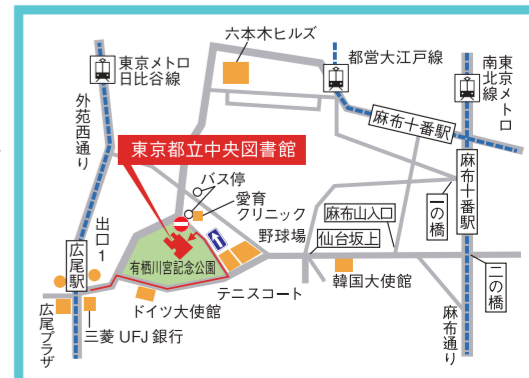 六本木ヒルズ
東京メトロ
日比谷線
都営大江戸線
東京メトロ
南北線
外苑西通り
麻布十番駅
東京都立中央図書館
バス停
愛育
クリニック
麻布十番駅
一の橋
麻布山入口
野球場
仙台坂上
出口1
広尾駅
有栖川宮記念公園
韓国大使館
二の橋
テニスコート
ドイツ大使館
麻布通り
広尾プラザ
三菱UFJ銀行